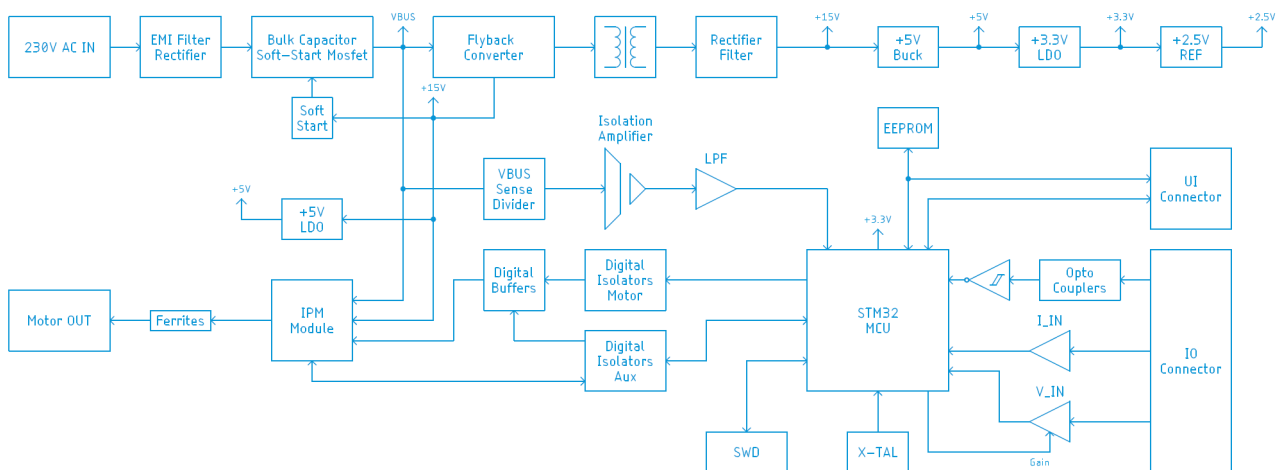 VBUS
+15V
+5V
+3.3V
+2.5V
230V AC IN
EMI Filter
Rectifier
Bulk Capacitor
Soft-Start Mosfet
Flyback
Converter
Rectifier
Filter
+5V
Buck
+3.3V
LDO
+2.5V
REF
+15V
Soft
Start
Isolation
Amplifier
EEPROM
LPF
VBUS
Sense
Divider
UI
Connector
+5V
+5V
LDO
+3.3V
Digital
Buffers
Digital
Isolators
Motor
Opto
Couplers
Motor OUT
Ferrites
IPM
Module
STM32
MCU
I_IN
IO
Connector
Digital
Isolators
Aux
V_IN
SWD
X-TAL
Gain